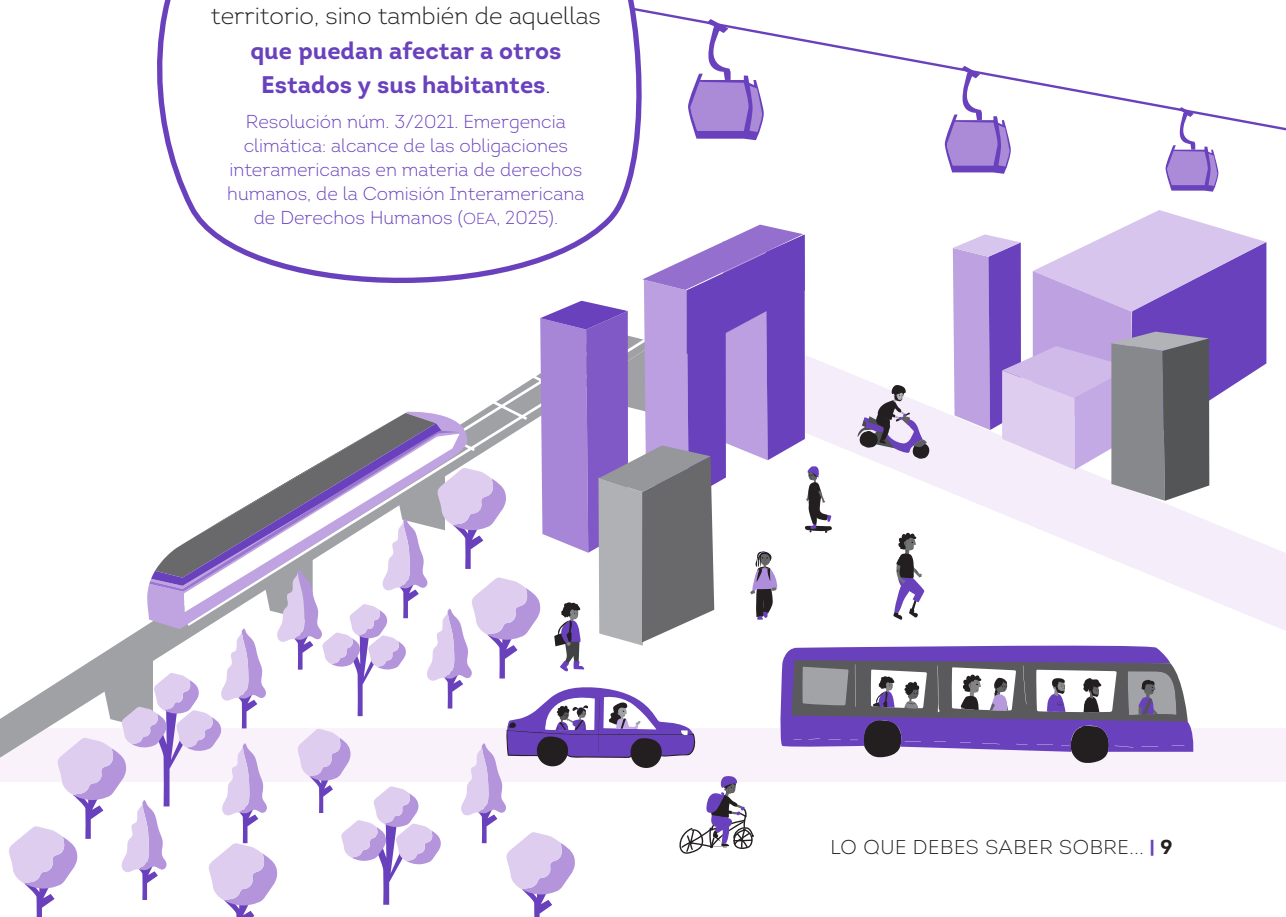 territorio, sino también de aquellas
que puedan afectar a otros
Estados y sus habitantes.
Resolución núm. 3/2021. Emergencia
climática: alcance de las obligaciones
interamericanas en materia de derechos
humanos, de la Comisión Interamericana
de Derechos Humanos (OEA, 2025).
LO QUE DEBES SABER SOBRE... | 9